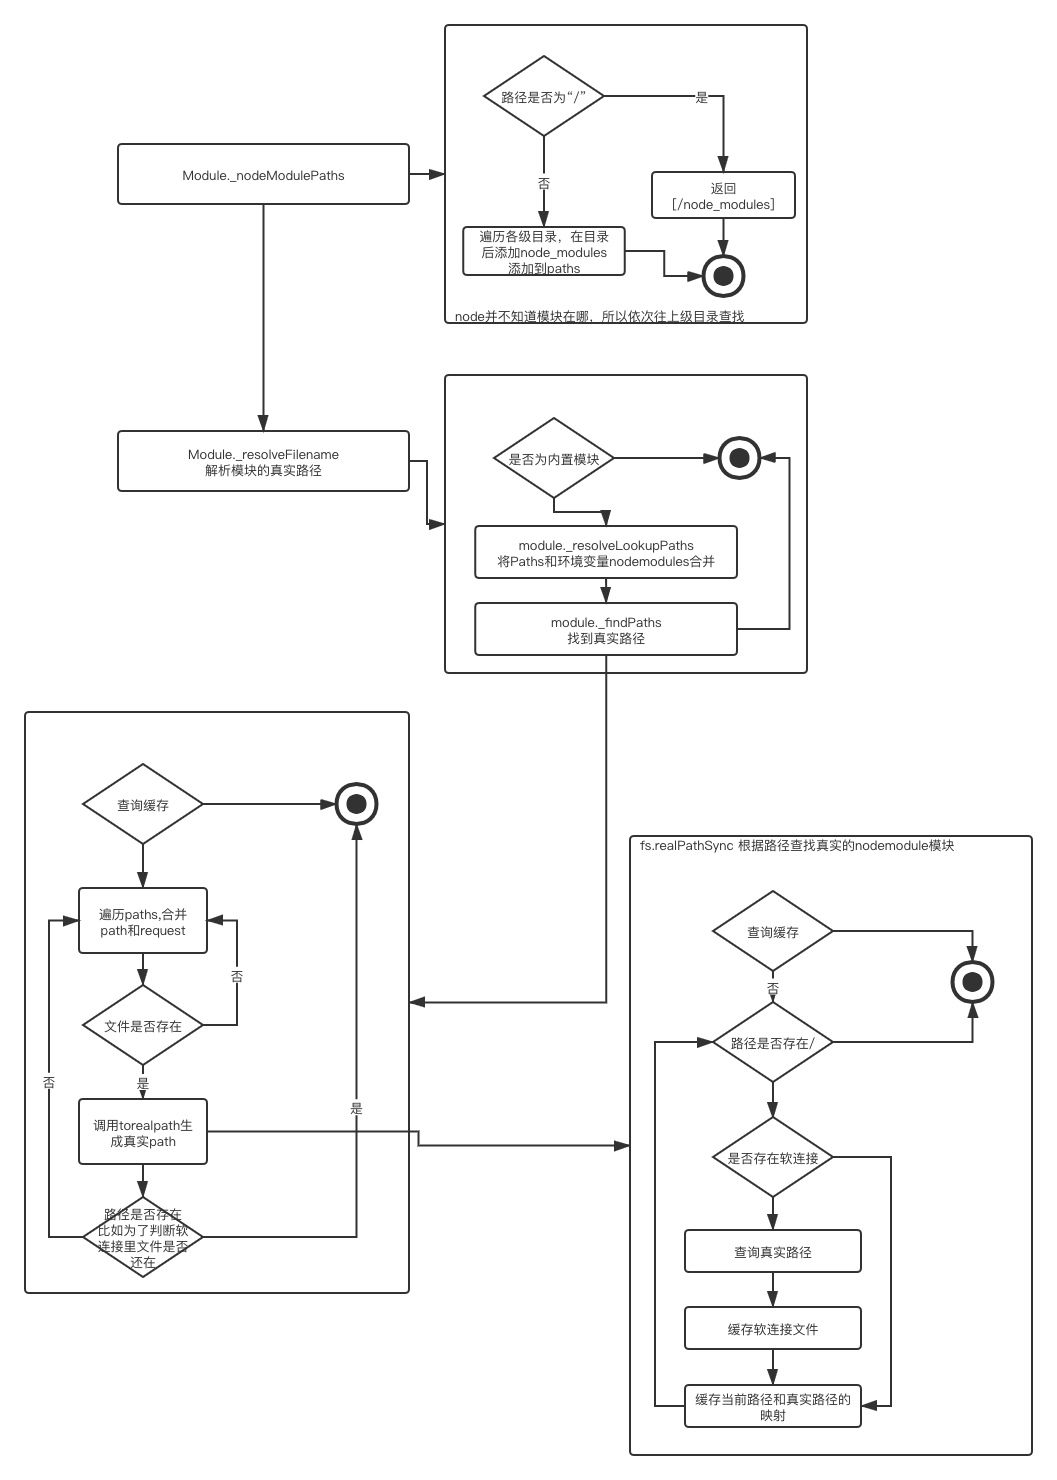 路径是否为“/”
是
否
返回
[/node_modules]
遍历各级目录，在目录
后添加node_modules
添加到paths
node并不知道模块在哪，所以依次往上级目录查找
Module._nodeModulePaths
Module._resolveFilename
解析模块的真实路径
是否为内置模块
module._resolveLookupPaths
将Paths和环境变量nodemodules合并
module._findPaths
找到真实路径
查询缓存
遍历paths,合并
path和request
否
文件是否存在
否
是
是
调用torealpath生
成真实path
路径是否存在
比如为了判断软
连接里文件是否
还在
fs.realPathSync 根据路径查找真实的nodemodule模块
查询缓存
否
路径是否存在/
是否存在软连接
查询真实路径
缓存软连接文件
缓存当前路径和真实路径的
映射